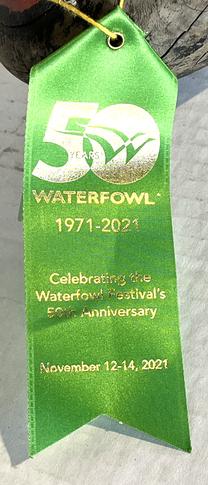 50
YEARS
WATERFOWL
1971-2021
Celebrating the
Waterfowl Festival's
50th Anniversary
November 12-14, 2021